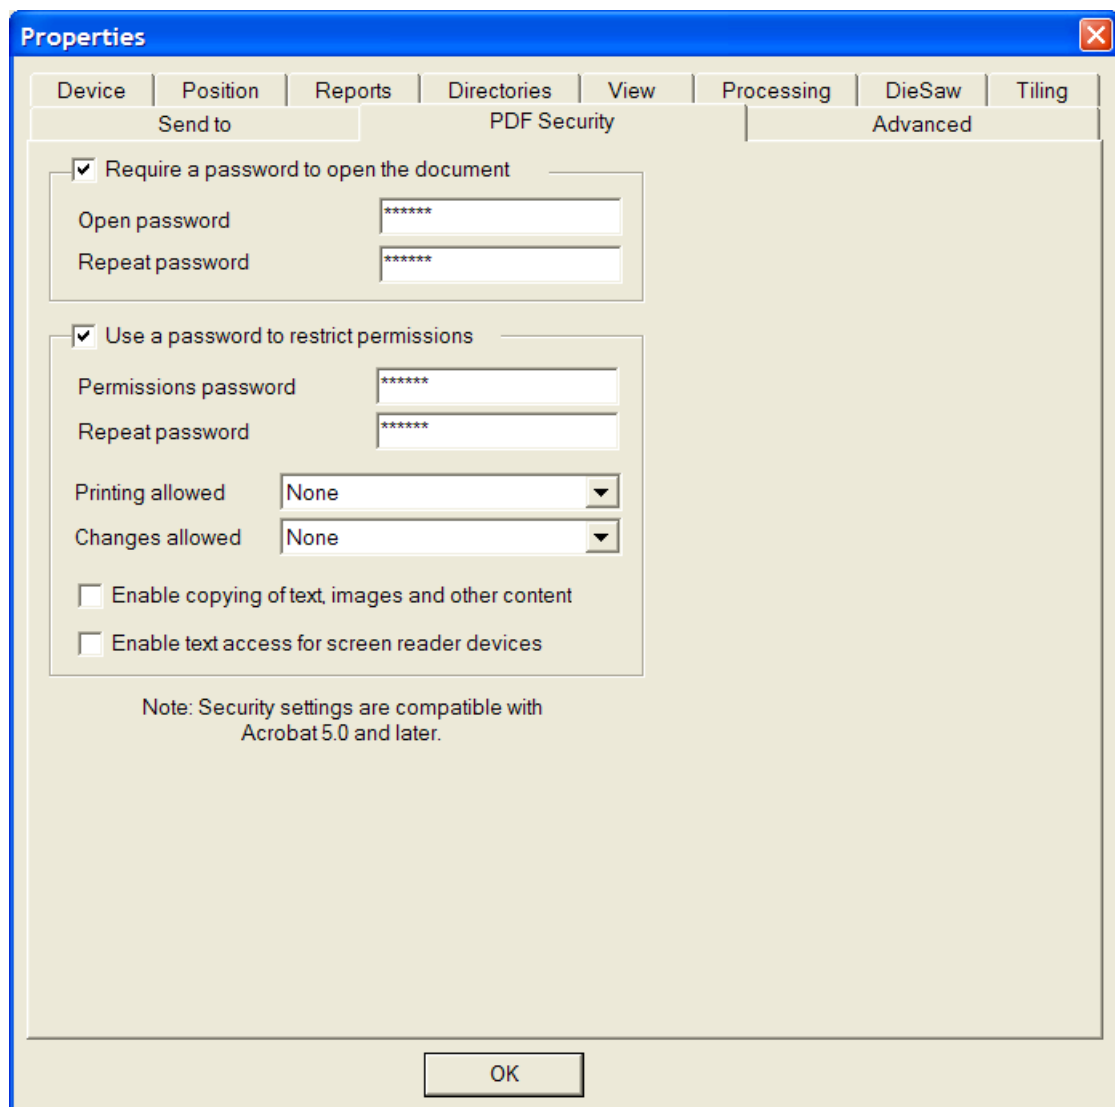 Properties
Device Position Reports Directories View Processing DieSaw Tiling
Send to PDF Security Advanced
Require a password to open the document
Open password ******
Repeat password ******
Use a password to restrict permissions
Permissions password ******
Repeat password ******
Printing allowed None
Changes allowed None
Enable copying of text, images and other content
Enable text access for screen reader devices
Note: Security settings are compatible with
Acrobat 5.0 and later.
OK